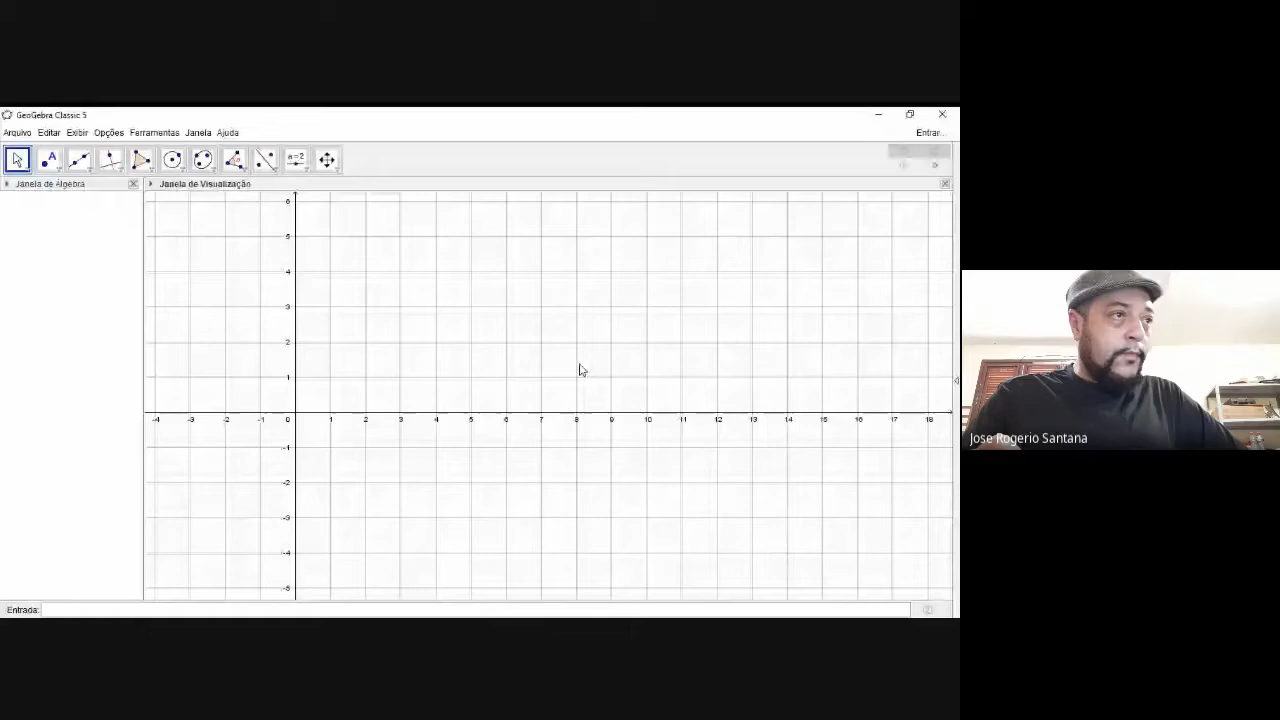 GeoGebra Classic 5
Arquivo Editar Exibir Opções Ferramentas Janela Ajuda
Entrar...
A
a=2
Janela de Álgebra
Janela de Visualização
6
5
4
3
2
1
-4 -3 -2 -1 0 1 2 3 4 5 6 7 8 9 10 11 12 13 14 15 16 17 18
-1
-2
-3
-4
-5
Entrada:
Jose Rogerio Santana